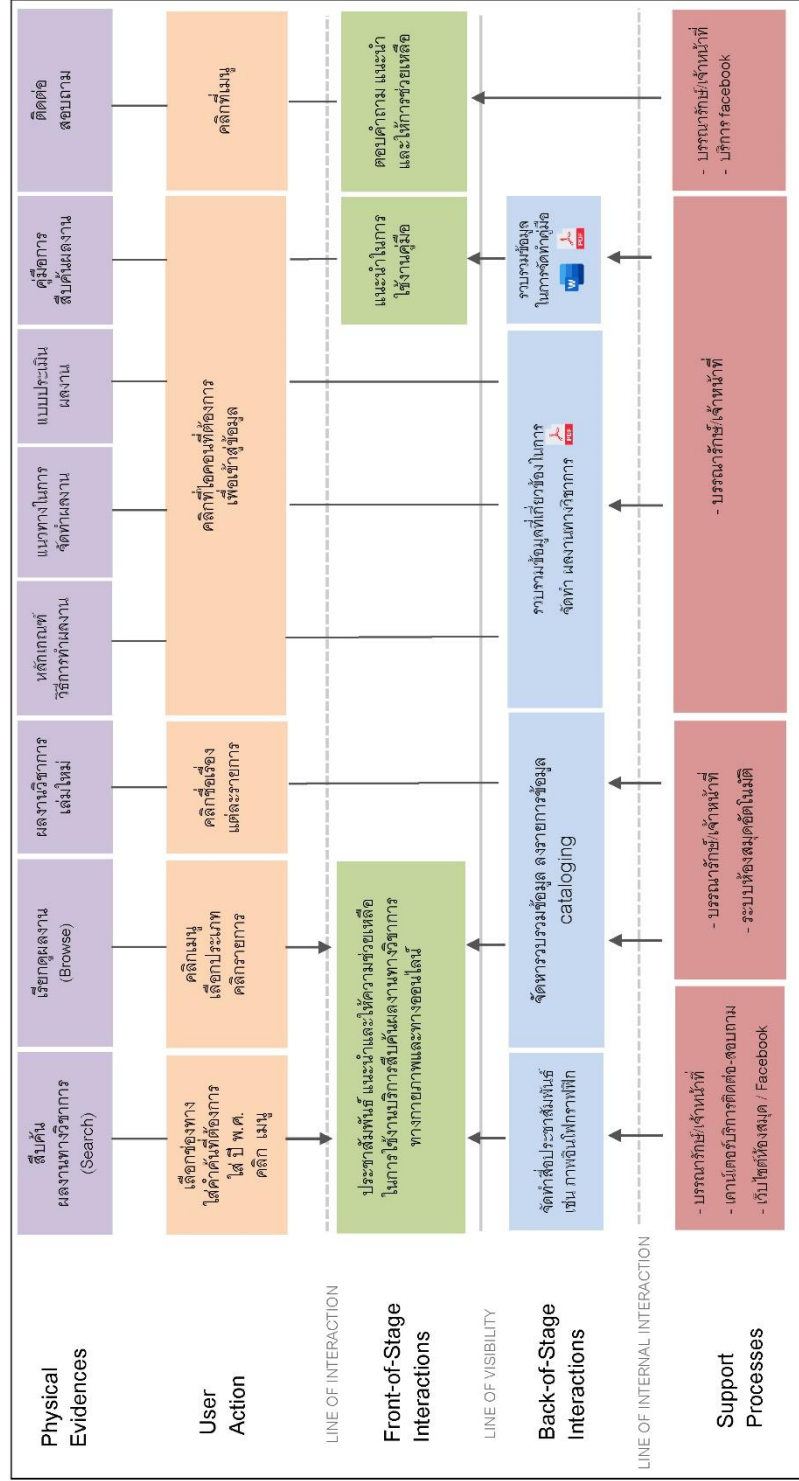 Physical
Evidences
สืบค้น
ผลงานทางวิชาการ
(Search)
เรียกดูผลงาน
(Browse)
ผลงานวิชาการ
เล่มใหม่
หลักเกณฑ์
วิธีการทำผลงาน
แนวทางในการ
จัดทำผลงาน
แบบประเมิน
ผลงาน
คู่มือการ
สืบค้นผลงาน
ติดต่อ
สอบถาม
User
Action
เลือกช่องทาง
ใส่คำค้นที่ต้องการ
ใส่ ปี พ.ศ.
คลิก เมนู
คลิกเมนู
เลือกประเภท
คลิกรายการ
คลิกชื่อเรื่อง
แต่ละรายการ
คลิกที่ไอคอนที่ต้องการ
เพื่อเข้าสู่ข้อมูล
คลิกที่เมนู
LINE OF INTERACTION
Front-of-Stage
Interactions
ประชาสัมพันธ์ แนะนำและให้ความช่วยเหลือ
ในการใช้งานบริการสืบค้นผลงานทางวิชาการ
ทางกายภาพและทางออนไลน์
แนะนำในการ
ใช้งานคู่มือ
ตอบคำถาม แนะนำ
และให้การช่วยเหลือ
LINE OF VISIBILITY
Back-of-Stage
Interactions
จัดทำสื่อประชาสัมพันธ์
เช่น ภาพอินโฟกราฟฟิก
จัดหารวบรวมข้อมูล ลงรายการข้อมูล
cataloging
รวบรวมข้อมูลที่เกี่ยวข้องในการ
จัดทำ ผลงานทางวิชาการ
PDF
รวบรวมข้อมูล
ในการจัดทำคู่มือ
W
PDF
LINE OF INTERNAL INTERACTION
Support
Processes
- บรรณารักษ์/เจ้าหน้าที่
- เคาน์เตอร์บริการติดต่อ-สอบถาม
- เว็บไซต์ห้องสมุด / Facebook
- บรรณารักษ์/เจ้าหน้าที่
- ระบบห้องสมุดอัตโนมัติ
- บรรณารักษ์/เจ้าหน้าที่
- บรรณารักษ์/เจ้าหน้าที่
- บริการ facebook